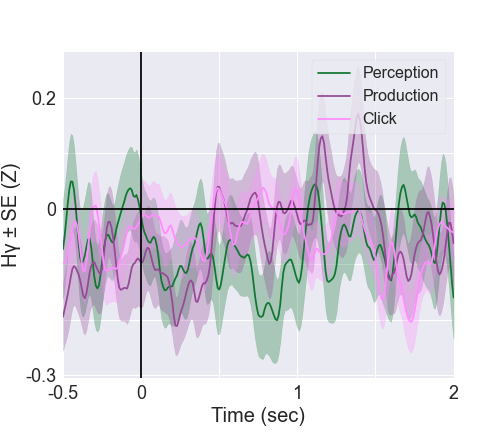 Perception
Production
Click
Hγ ± SE (Z)
0.2
0
-0.3
-0.5
0
1
2
Time (sec)